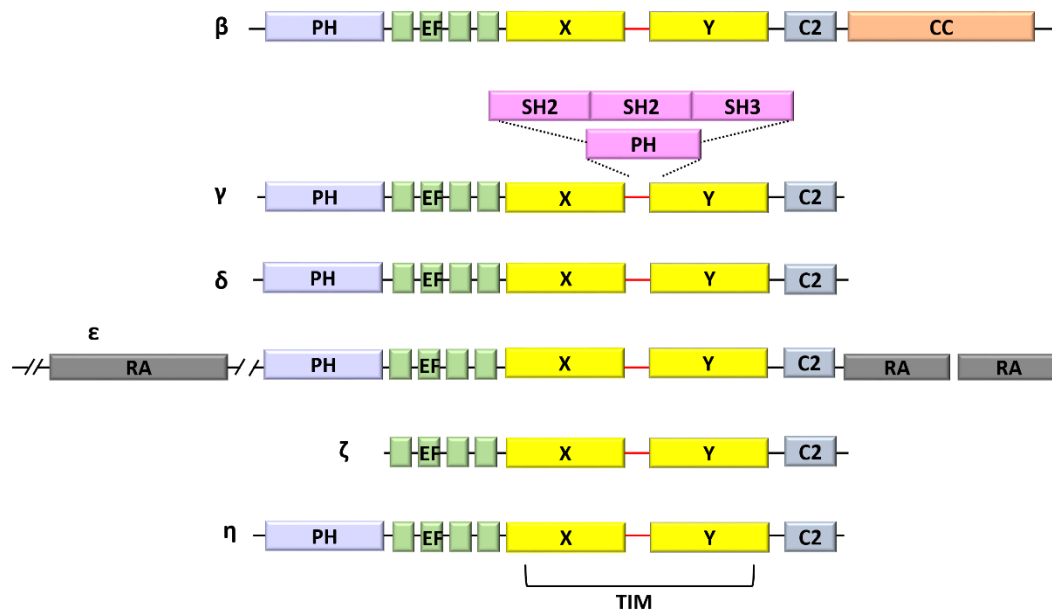 β PH EF X Y C2 CC
SH2 SH2 SH3
PH
γ PH EF X Y C2
δ PH EF X Y C2
ε
RA PH EF X Y C2 RA RA
ζ EF X Y C2
η PH EF X Y C2
TIM